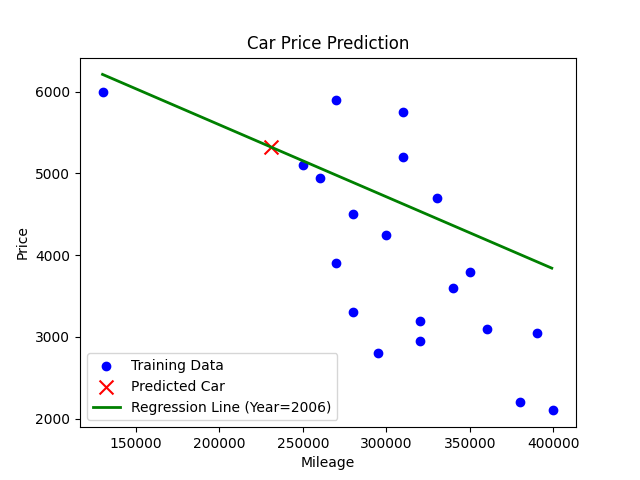 Car Price Prediction
6000
5000
4000
3000
2000
Price
Training Data
Predicted Car
Regression Line (Year=2006)
150000 200000 250000 300000 350000 400000
Mileage